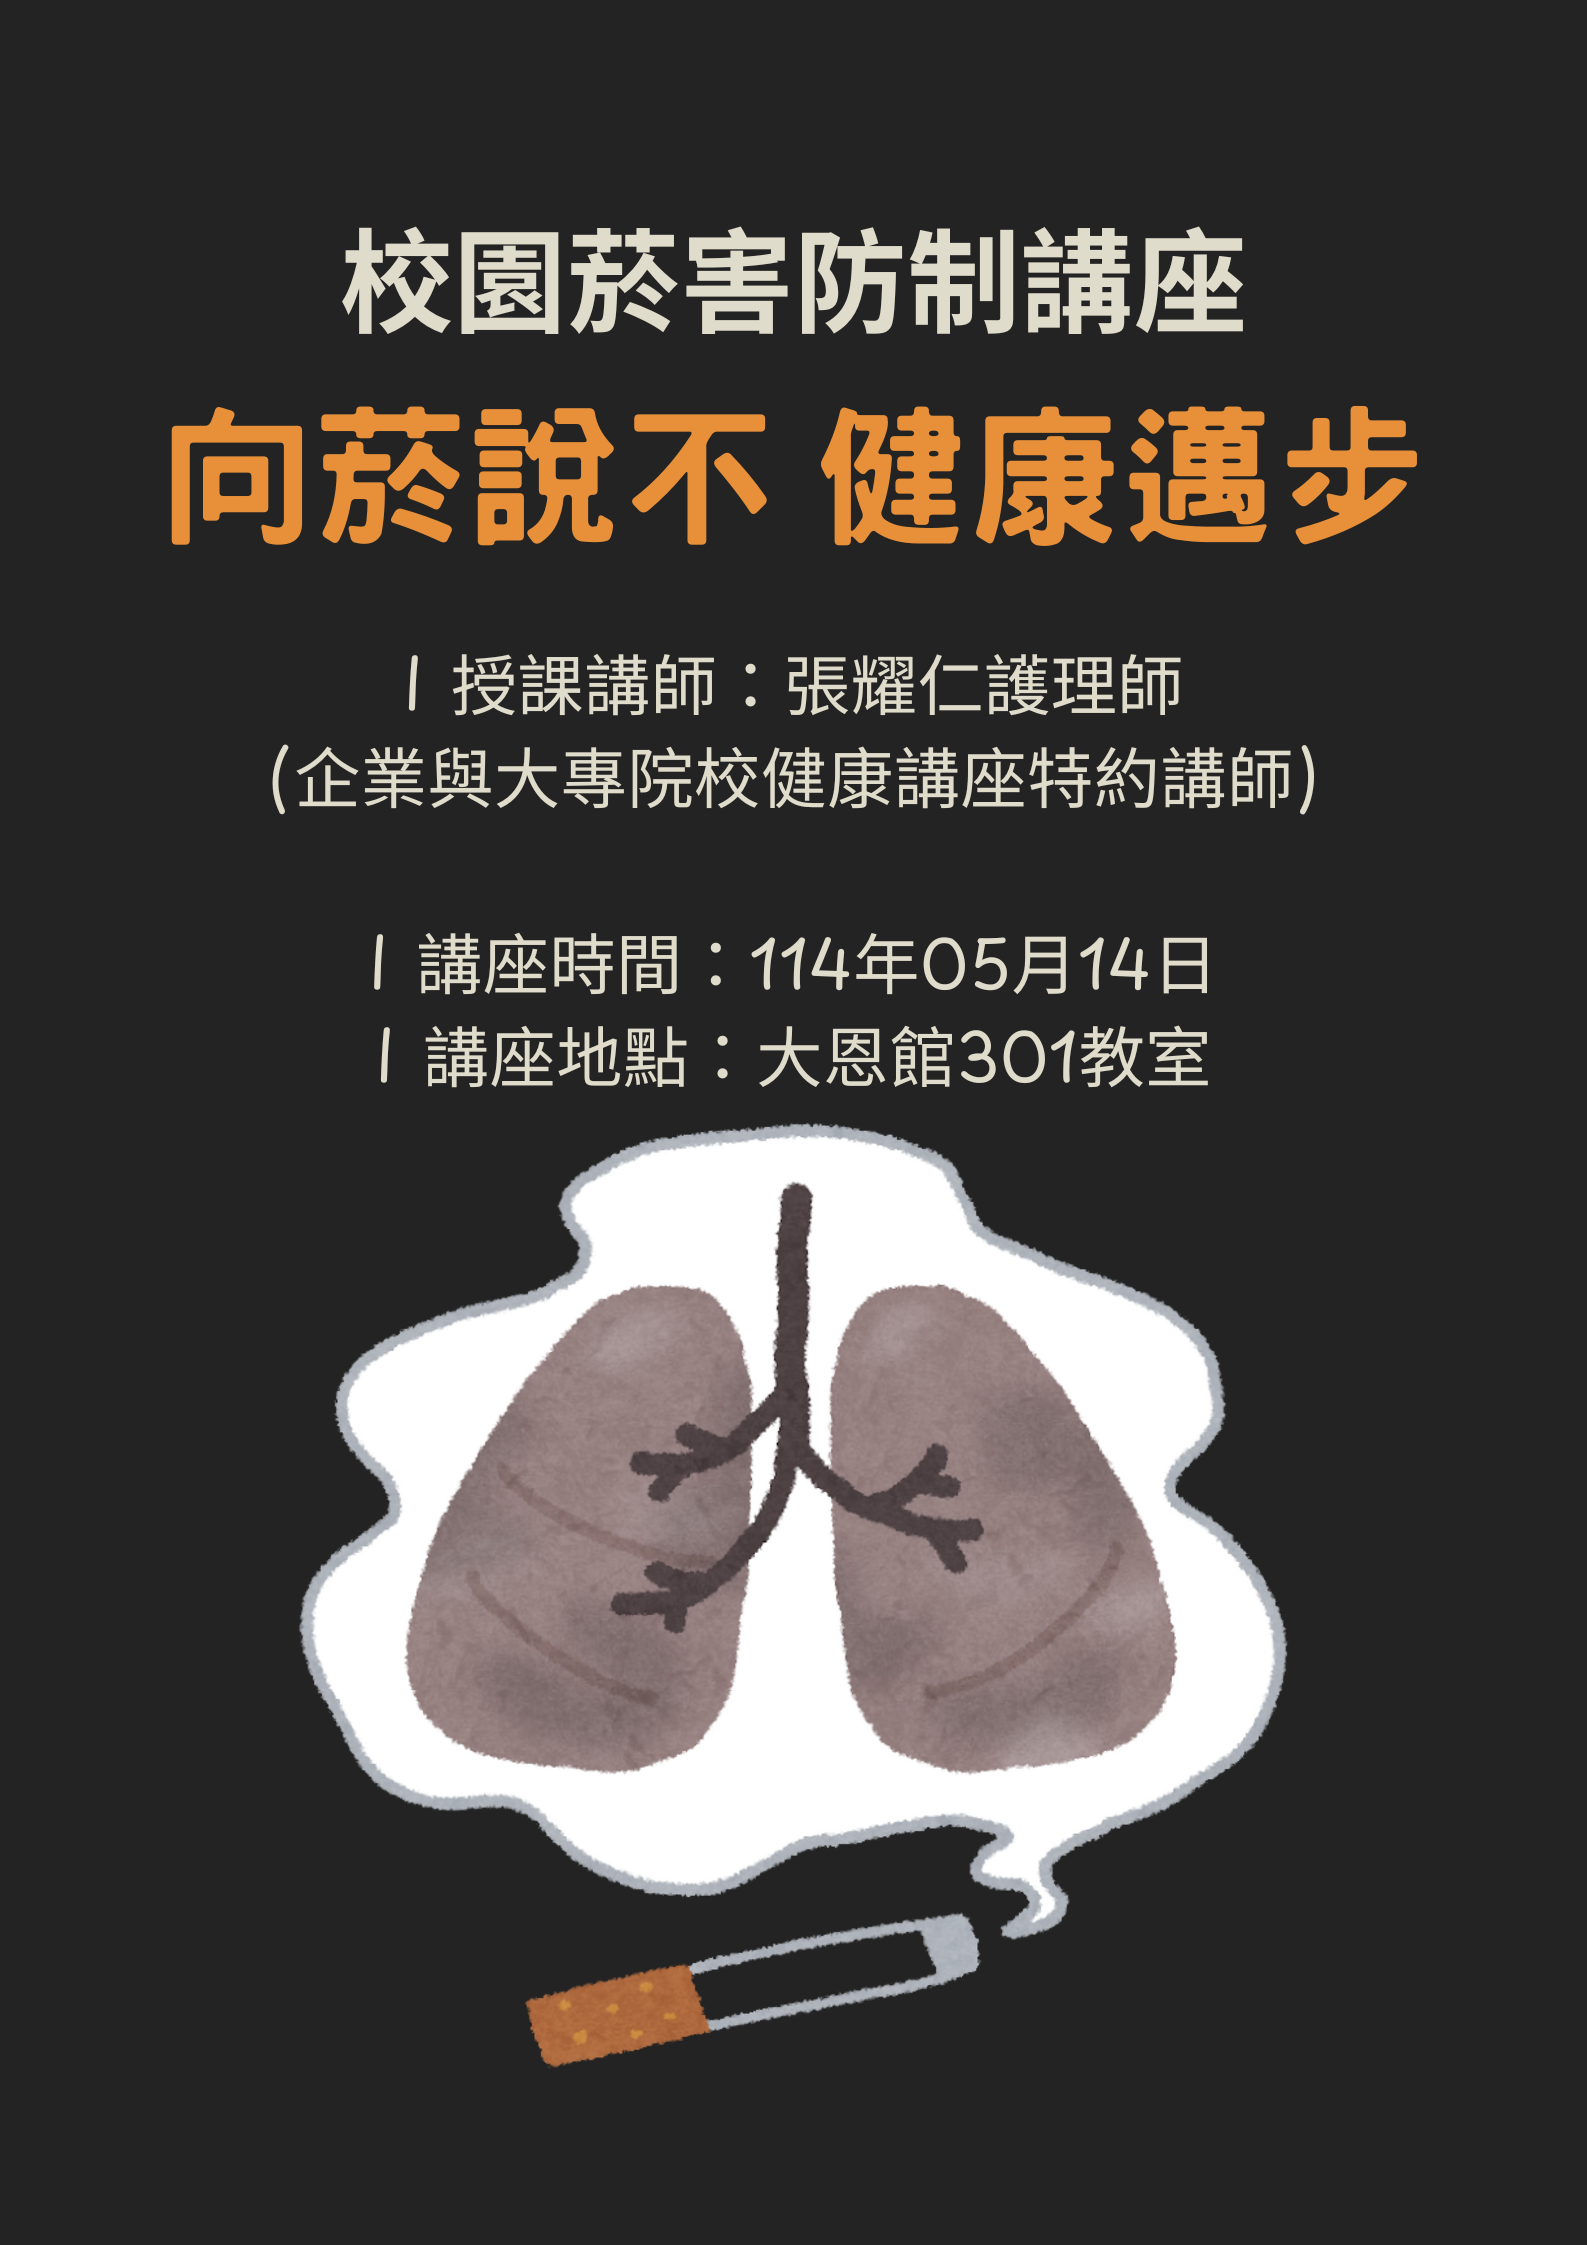 校園菸害防制講座
向菸說不 健康邁步
| 授課講師：張耀仁護理師
(企業與大專院校健康講座特約講師)
| 講座時間：114年05月14日
| 講座地點：大恩館301教室